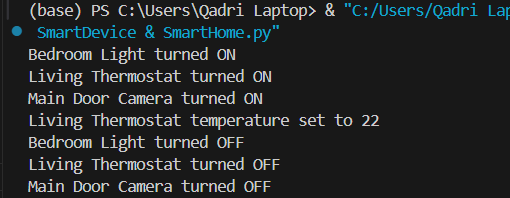 (base) PS C:\Users\Qadri Laptop> & "C:/Users/Qadri Lap
SmartDevice & SmartHome.py"
Bedroom Light turned ON
Living Thermostat turned ON
Main Door Camera turned ON
Living Thermostat temperature set to 22
Bedroom Light turned OFF
Living Thermostat turned OFF
Main Door Camera turned OFF